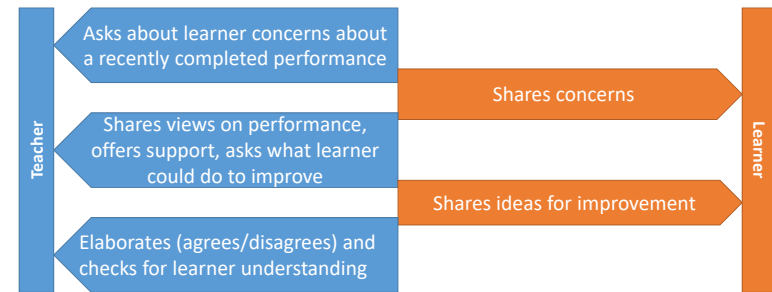 Teacher
Asks about learner concerns about
a recently completed performance
Shares concerns
Shares views on performance,
offers support, asks what learner
could do to improve
Shares ideas for improvement
Elaborates (agrees/disagrees) and
checks for learner understanding
Learner